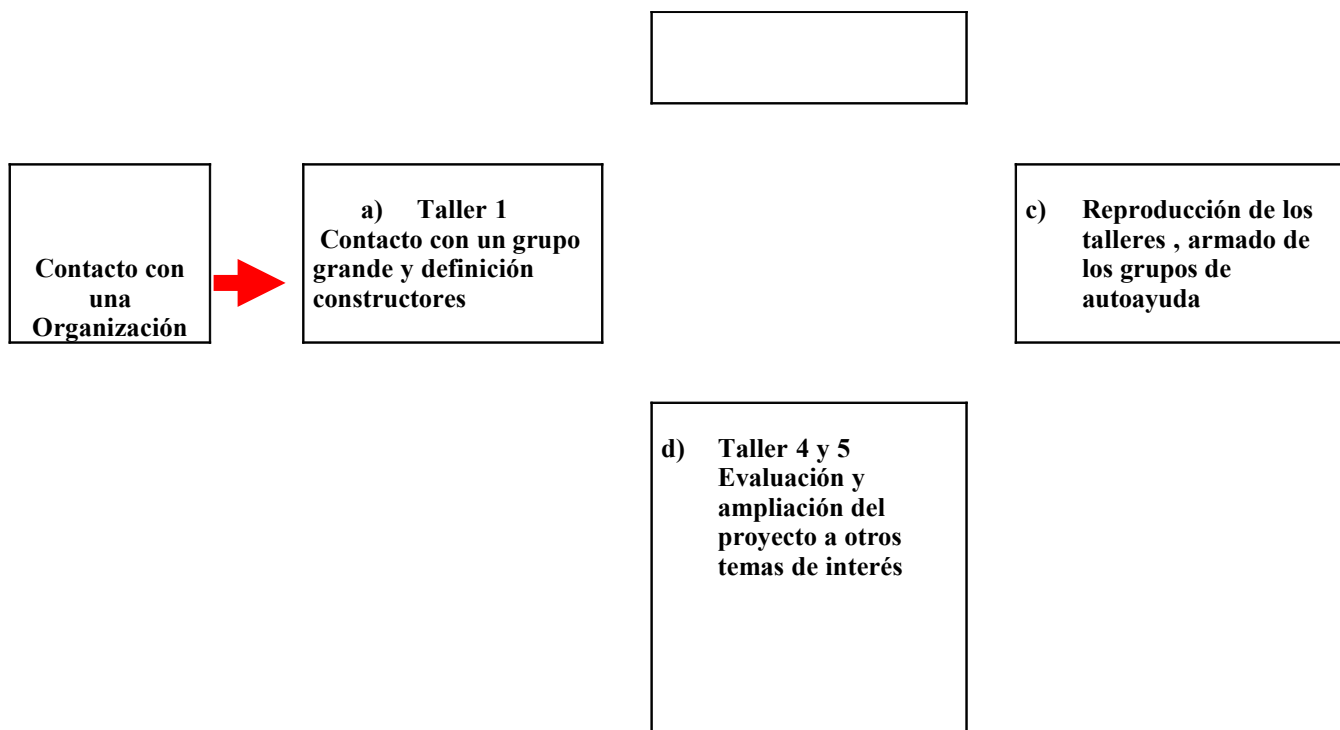 Contacto con
una
Organización
a) Taller 1
Contacto con un grupo
grande y definición
constructores
c) Reproducción de los
talleres , armado de
los grupos de
autoayuda
d) Taller 4 y 5
Evaluación y
ampliación del
proyecto a otros
temas de interés